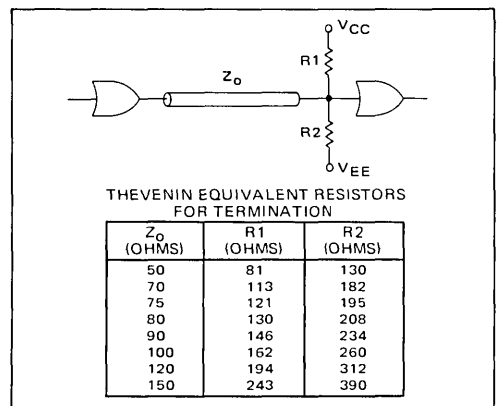 VCC
R1
Zo
R2
VEE
THEVENIN EQUIVALENT RESISTORS
FOR TERMINATION
Zo R1 R2
(OHMS) (OHMS) (OHMS)
50 81 130
70 113 182
75 121 195
80 130 208
90 146 234
100 162 260
120 194 312
150 243 390